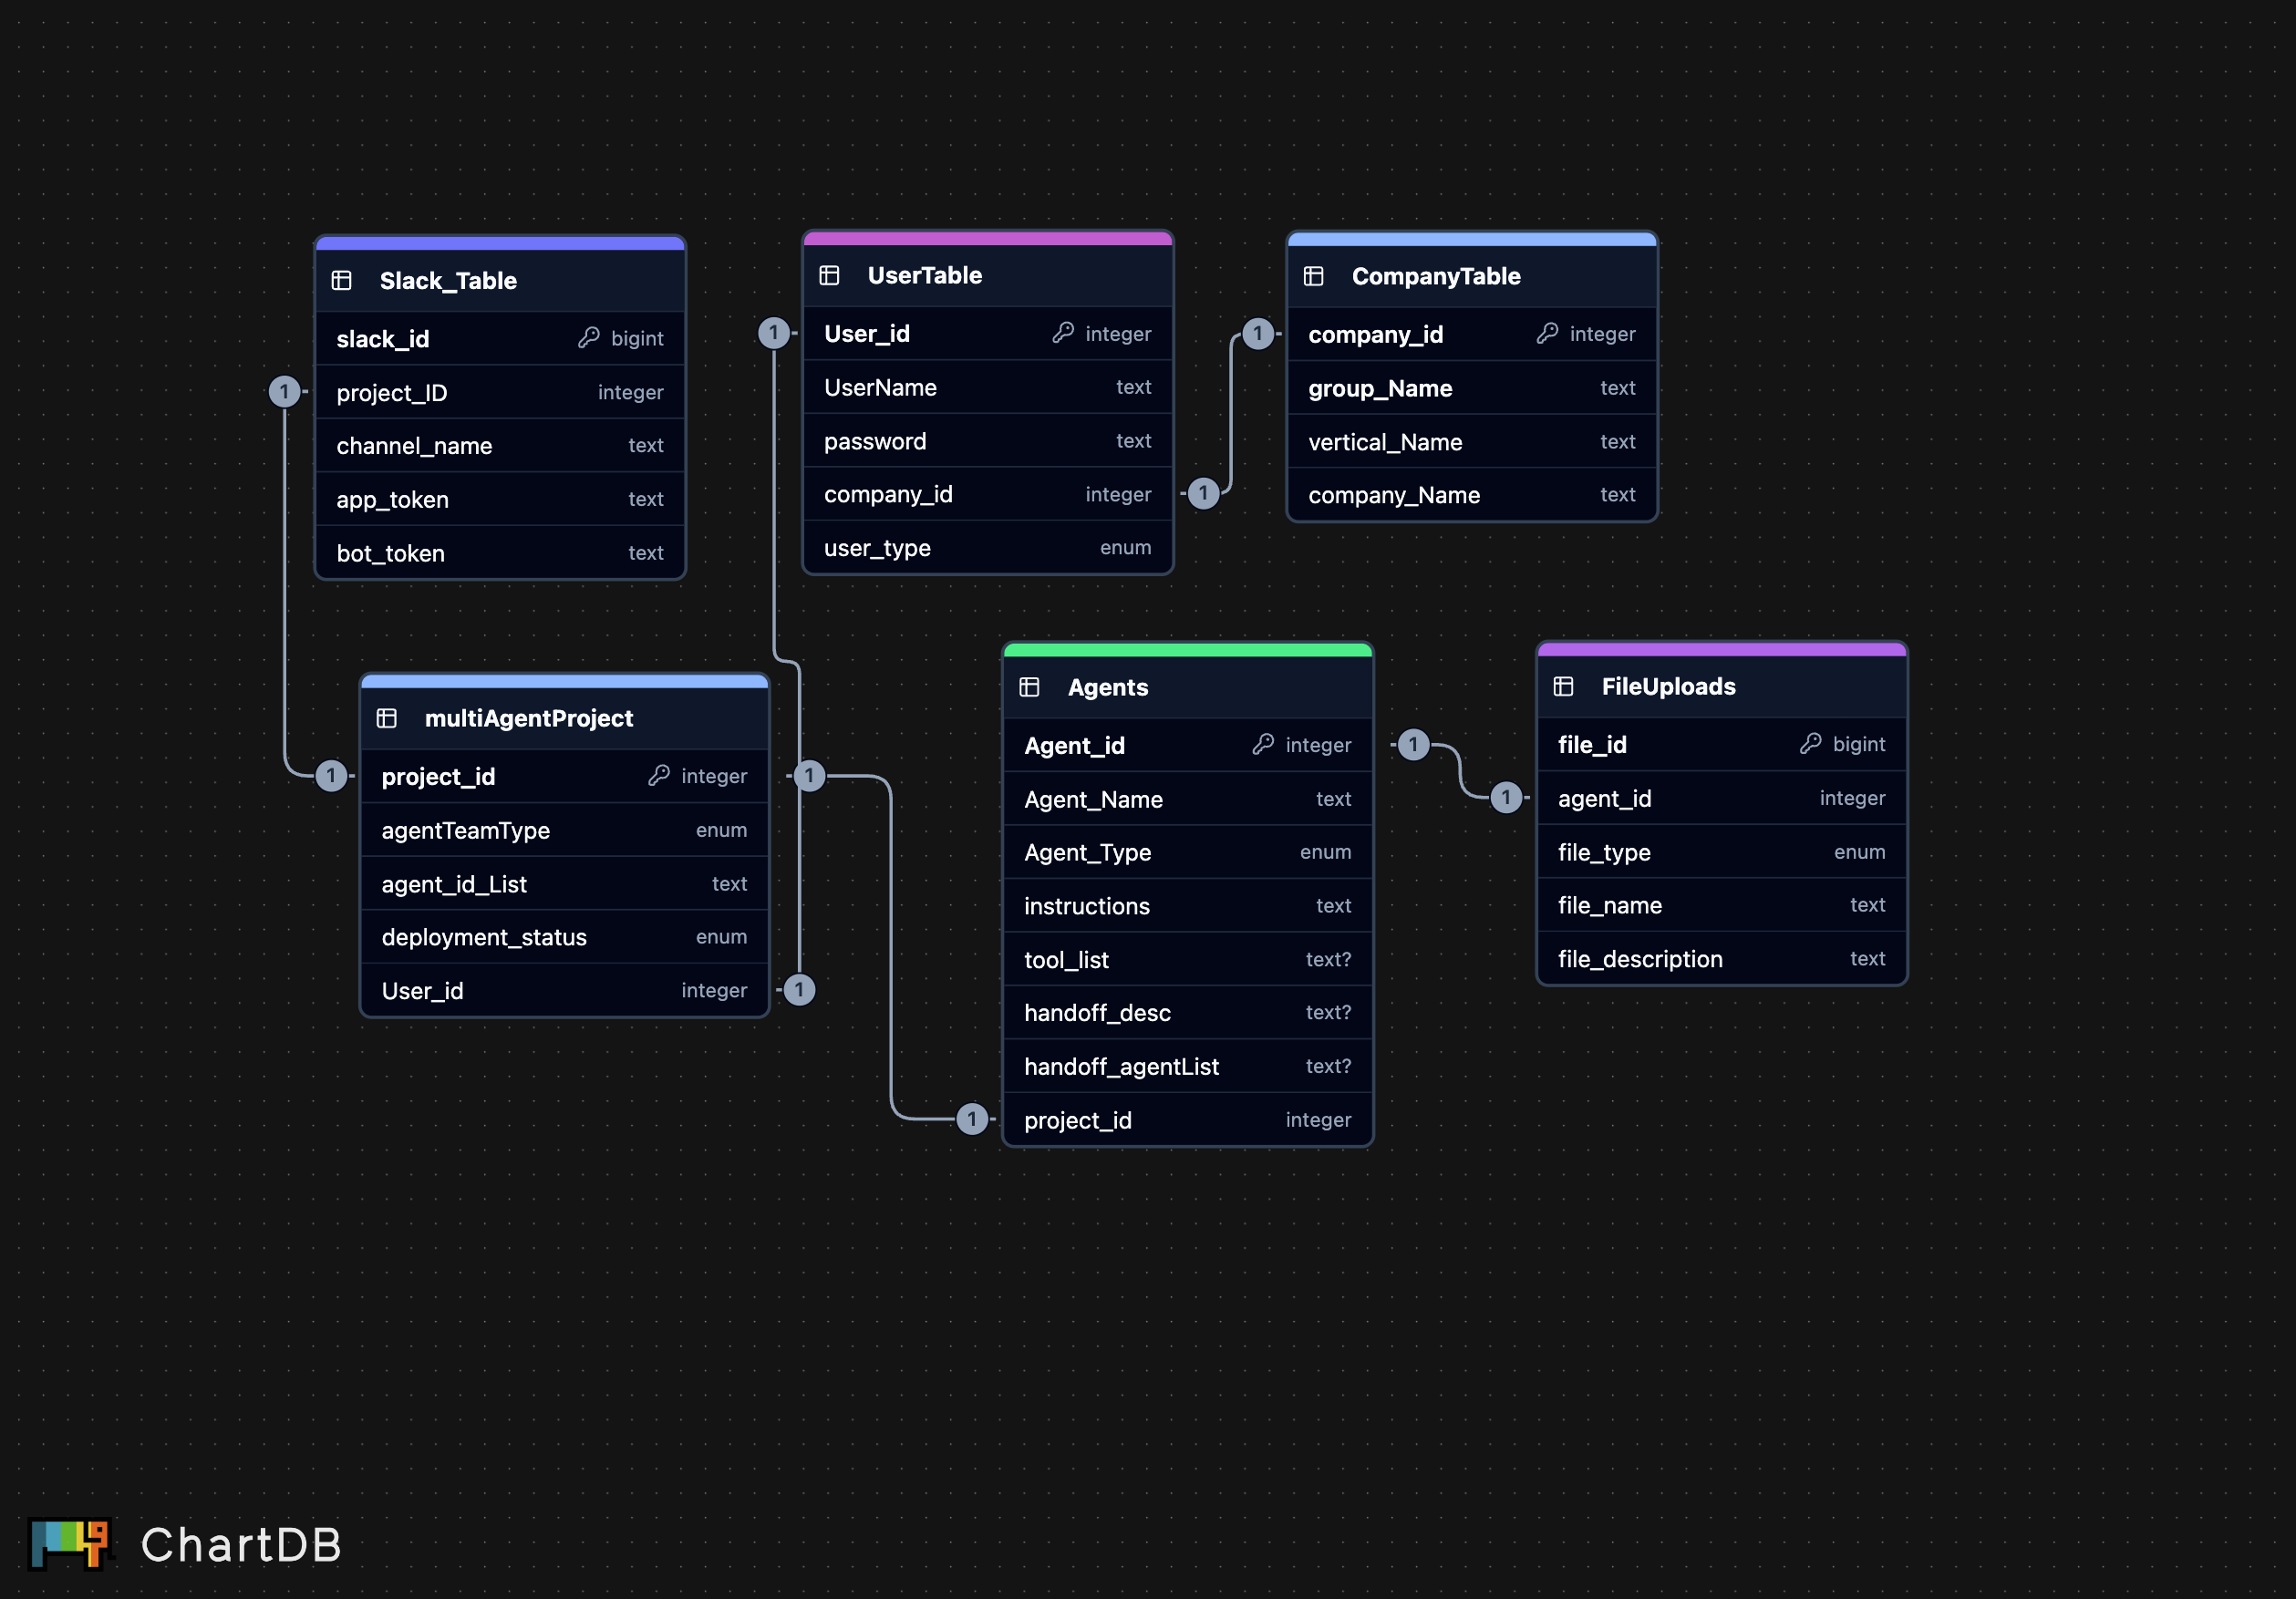 Slack_Table
slack_id bigint
1 project_ID integer
channel_name text
app_token text
bot_token text
UserTable
1 User_id integer
UserName text
password text
company_id integer 1
user_type enum
CompanyTable
1 company_id integer
group_Name text
vertical_Name text
company_Name text
multiAgentProject
1 project_id integer 1
agentTeamType enum
agent_id_List text
deployment_status enum
User_id integer 1
Agents
Agent_id integer 1
Agent_Name text
Agent_Type enum
instructions text
tool_list text?
handoff_desc text?
handoff_agentList text?
1 project_id integer
FileUploads
file_id bigint
1 agent_id integer
file_type enum
file_name text
file_description text
ChartDB